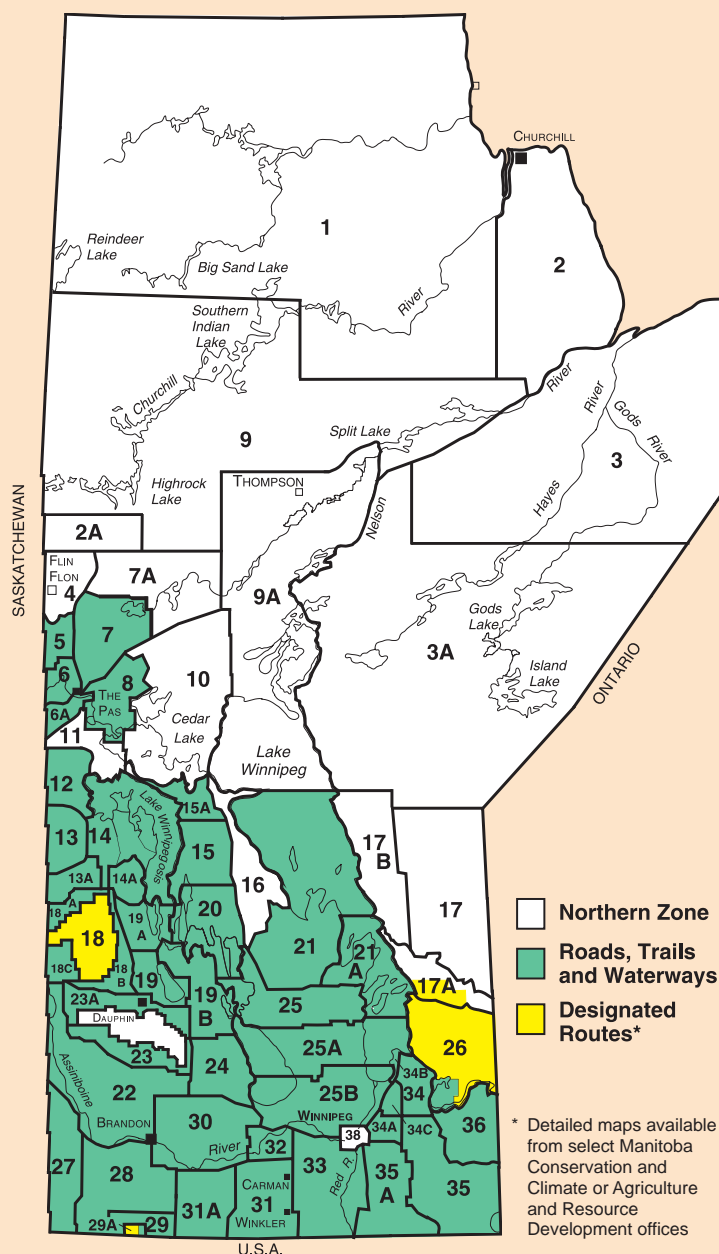 CHURCHILL
1
Reindeer
Lake
Big Sand Lake
2
River
Southern
Indian
Lake
Churchill
River
River
Gods
River
9
Split Lake
3
Highrock
Lake
THOMPSON
Hayes
Nelson
SASKATCHEWAN
2A
FLIN
FLON
4
7A
9A
Gods
Lake
3A
Island
Lake
ONTARIO
5
7
6
8
THE
PAS
10
6A
Cedar
Lake
11
Lake
Winnipeg
12
Lake Winnipegosis
15A
13
14
15
17
B
13A
14A
16
17
18
A
18
19
A
20
21
21
A
18C
18
B
19
19
B
17A
23A
25
DAUPHIN
26
23
24
25A
34B
34
22
25B
Assiniboine
WINNIPEG
BRANDON
30
34A
34C
36
38
River
32
27
28
33
Red R.
35
A
35
CARMAN
31
WINKLER
31A
29A
29
U.S.A.
Northern Zone
Roads, Trails
and Waterways
Designated
Routes*
* Detailed maps available
from select Manitoba
Conservation and
Climate or Agriculture
and Resource
Development offices